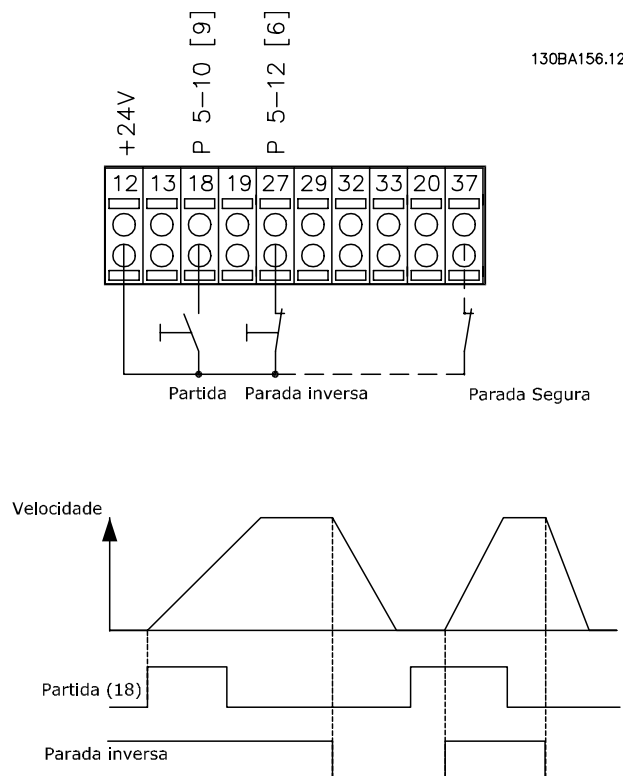 P 5-10 [9]
P 5-12 [6]
130BA156.12
+24V
12 13 18 19 27 29 32 33 20 37
Partida Parada inversa Parada Segura
Velocidade
Partida (18)
Parada inversa